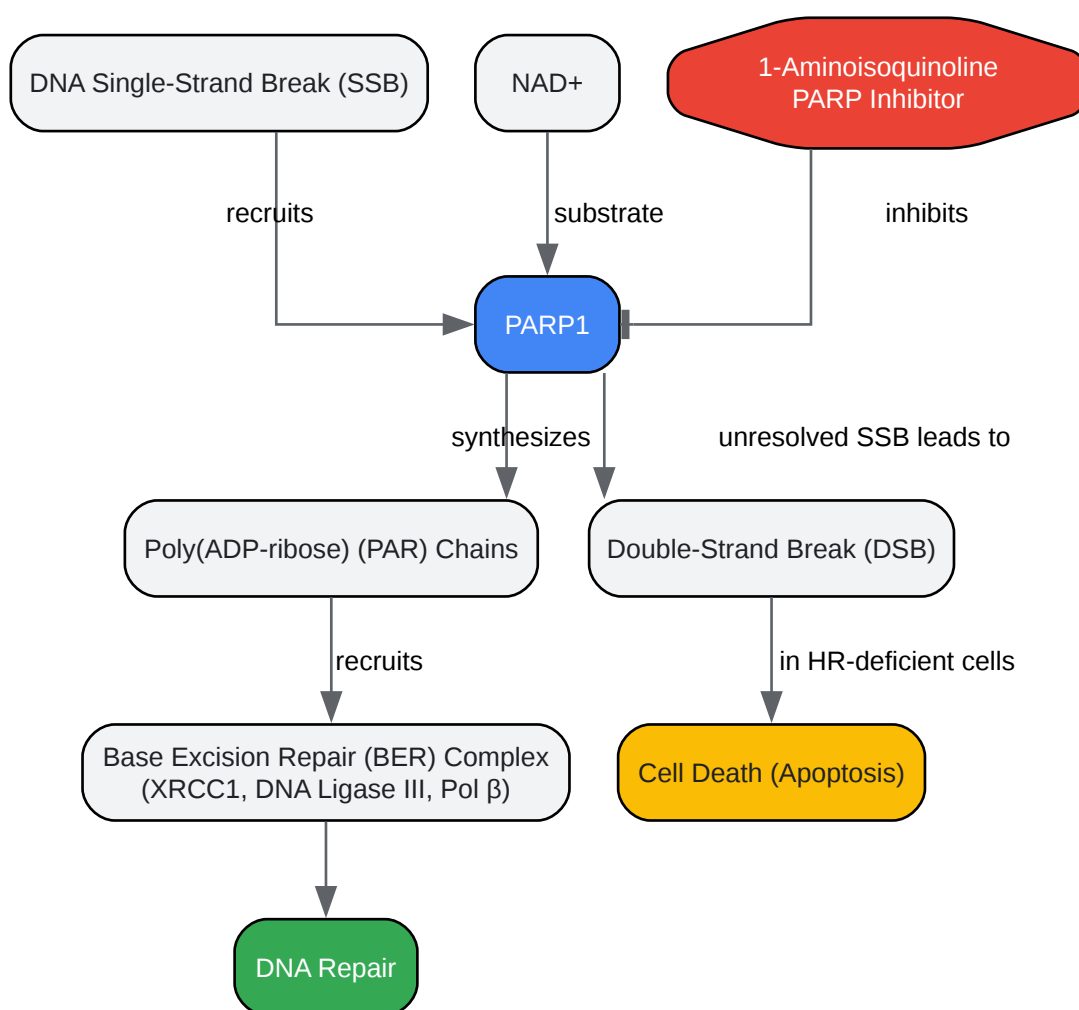 DNA Single-Strand Break (SSB)
NAD+
1-Aminoisoquinoline
PARP Inhibitor
recruits
substrate
inhibits
PARP1
synthesizes
unresolved SSB leads to
Poly(ADP-ribose) (PAR) Chains
Double-Strand Break (DSB)
recruits
in HR-deficient cells
Base Excision Repair (BER) Complex
(XRCC1, DNA Ligase III, Pol β)
Cell Death (Apoptosis)
DNA Repair